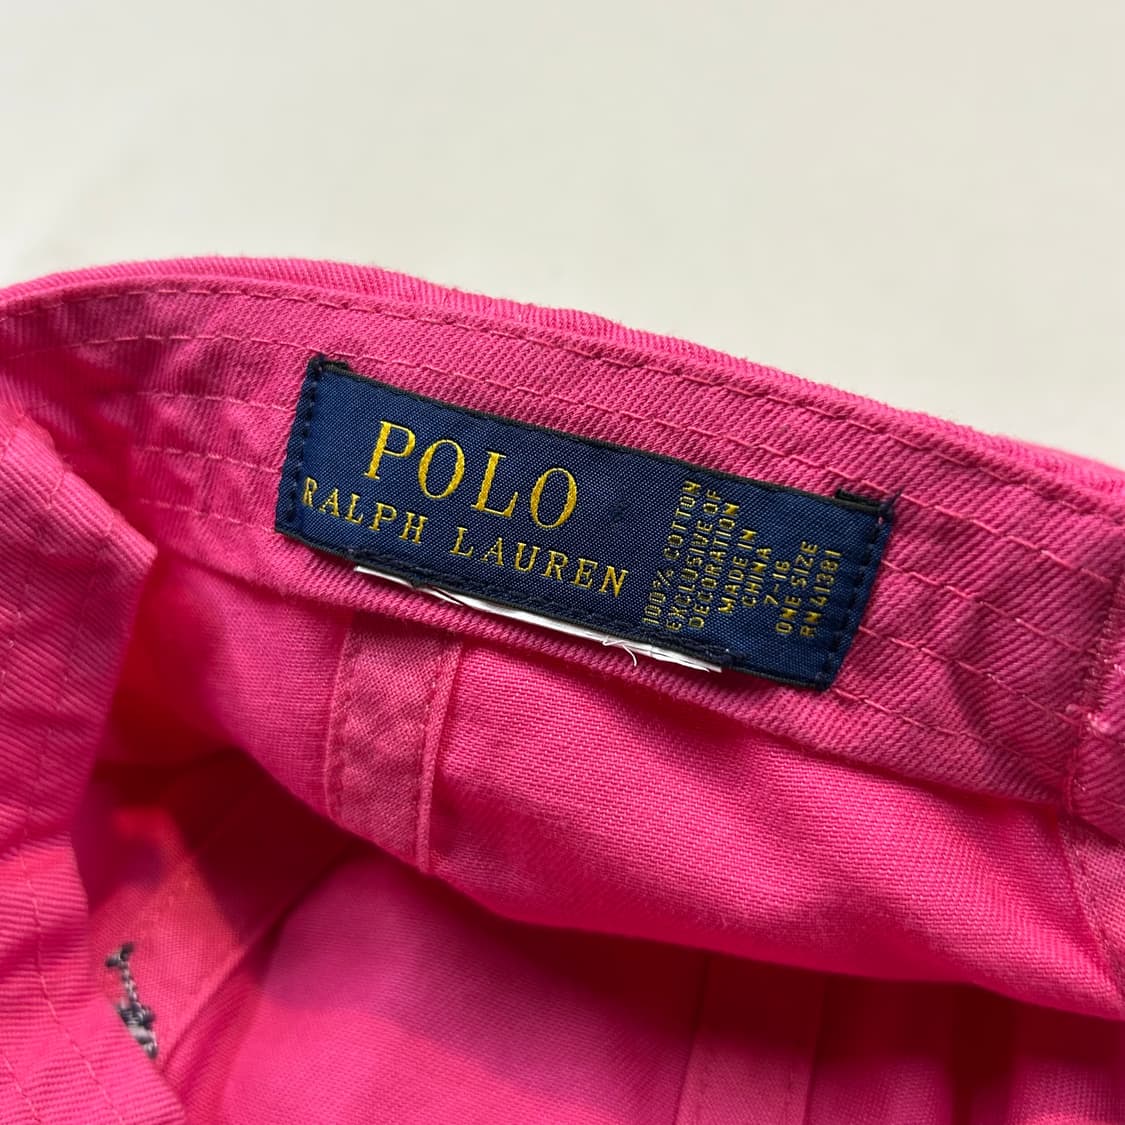 POLO
RALPH LAUREN
100% COTTON
EXCLUSIVE OF
DECORATION
MADE IN
CHINA
7-16
ONE SIZE
RN 41381